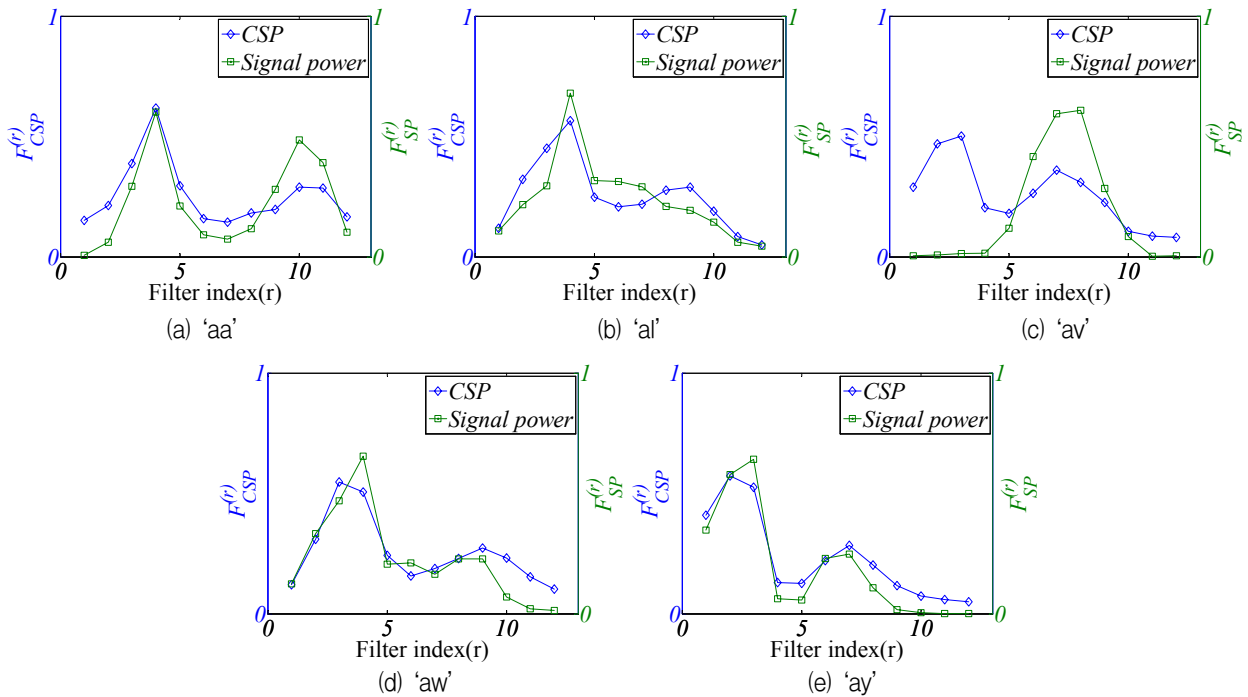 1
1
CSP
Signal power
F_CSP^(r)
F_SP^(r)
0
0
0
5
10
Filter index(r)
(a) ‘aa’
1
1
CSP
Signal power
F_CSP^(r)
F_SP^(r)
0
0
0
5
10
Filter index(r)
(b) ‘al’
1
1
CSP
Signal power
F_CSP^(r)
F_SP^(r)
0
0
0
5
10
Filter index(r)
(c) ‘av’
1
1
CSP
Signal power
F_CSP^(r)
F_SP^(r)
0
0
0
5
10
Filter index(r)
(d) ‘aw’
1
1
CSP
Signal power
F_CSP^(r)
F_SP^(r)
0
0
0
5
10
Filter index(r)
(e) ‘ay’